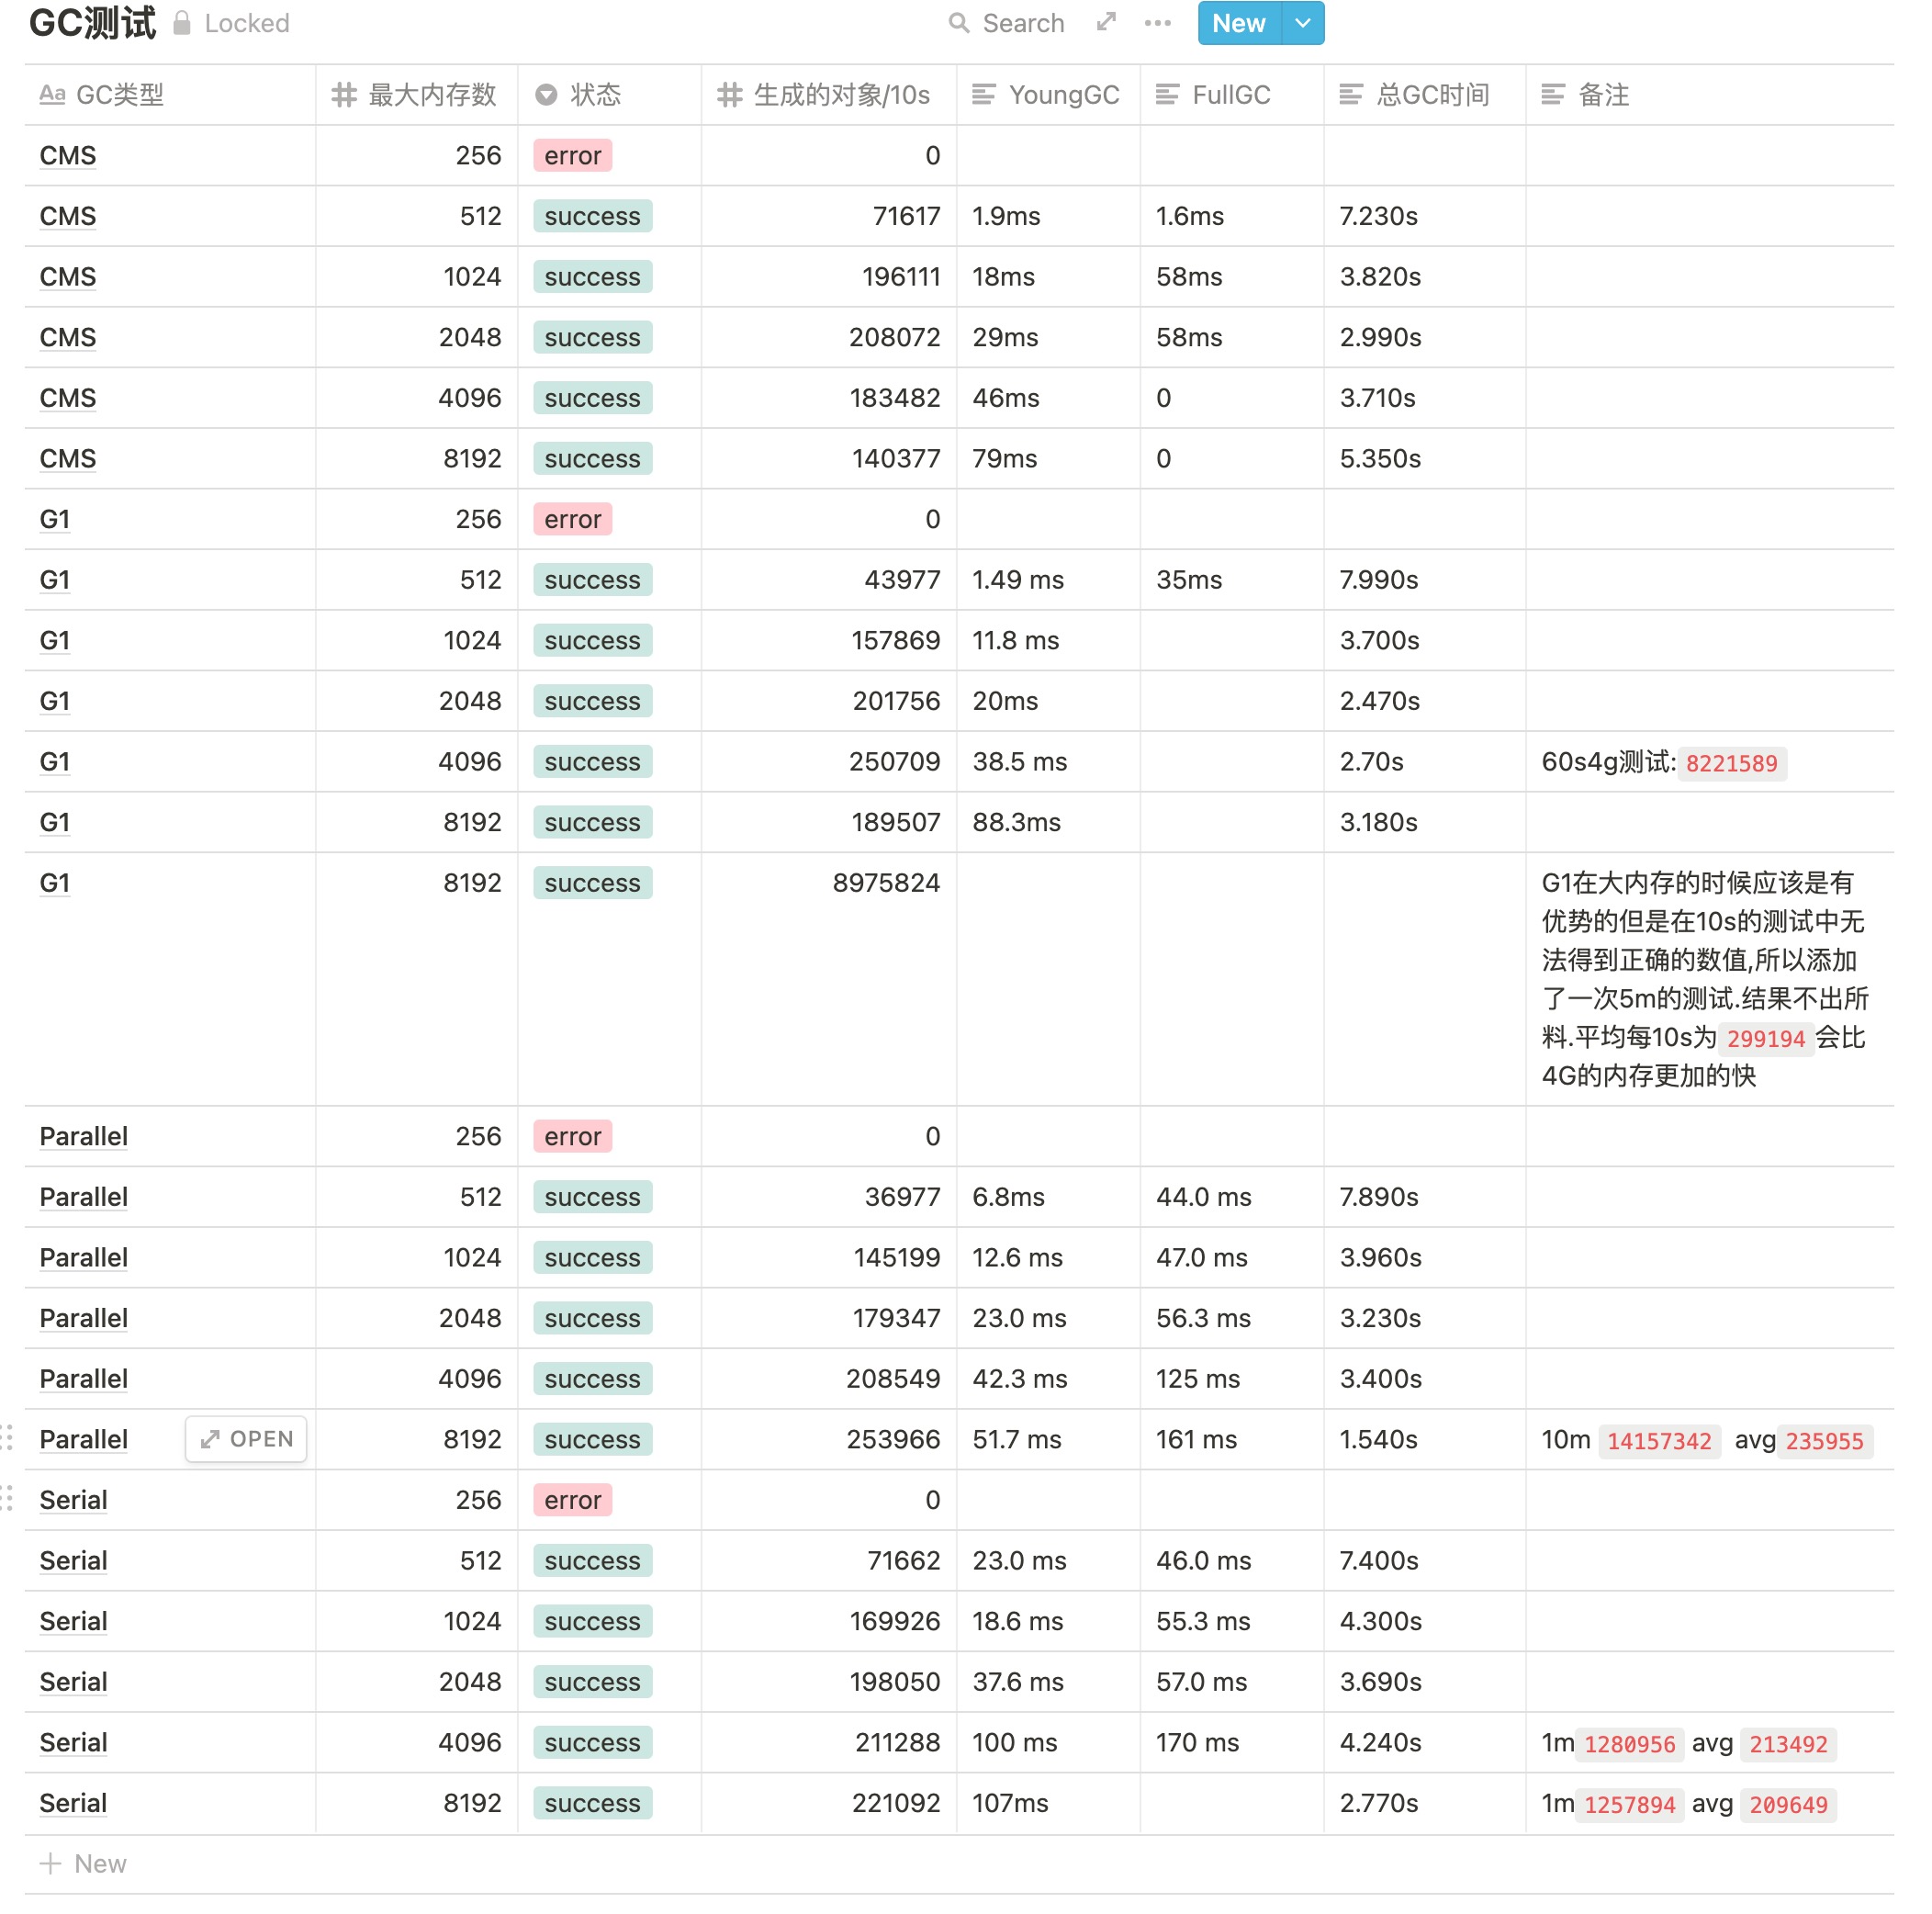 GC测试 Locked Search New
Aa GC类型 最大内存数 状态 生成的对象/10s YoungGC FullGC 总GC时间 备注
CMS 256 error 0
CMS 512 success 71617 1.9ms 1.6ms 7.230s
CMS 1024 success 196111 18ms 58ms 3.820s
CMS 2048 success 208072 29ms 58ms 2.990s
CMS 4096 success 183482 46ms 0 3.710s
CMS 8192 success 140377 79ms 0 5.350s
G1 256 error 0
G1 512 success 43977 1.49 ms 35ms 7.990s
G1 1024 success 157869 11.8 ms 3.700s
G1 2048 success 201756 20ms 2.470s
G1 4096 success 250709 38.5 ms 2.70s 60s4g测试: 8221589
G1 8192 success 189507 88.3ms 3.180s
G1 8192 success 8975824 G1在大内存的时候应该是有
优势的但是在10s的测试中无
法得到正确的数值,所以添加
了一次5m的测试.结果不出所
料.平均每10s为 299194 会比
4G的内存更加的快
Parallel 256 error 0
Parallel 512 success 36977 6.8ms 44.0 ms 7.890s
Parallel 1024 success 145199 12.6 ms 47.0 ms 3.960s
Parallel 2048 success 179347 23.0 ms 56.3 ms 3.230s
Parallel 4096 success 208549 42.3 ms 125 ms 3.400s
Parallel OPEN 8192 success 253966 51.7 ms 161 ms 1.540s 10m 14157342 avg 235955
Serial 256 error 0
Serial 512 success 71662 23.0 ms 46.0 ms 7.400s
Serial 1024 success 169926 18.6 ms 55.3 ms 4.300s
Serial 2048 success 198050 37.6 ms 57.0 ms 3.690s
Serial 4096 success 211288 100 ms 170 ms 4.240s 1m 1280956 avg 213492
Serial 8192 success 221092 107ms 2.770s 1m 1257894 avg 209649
+ New